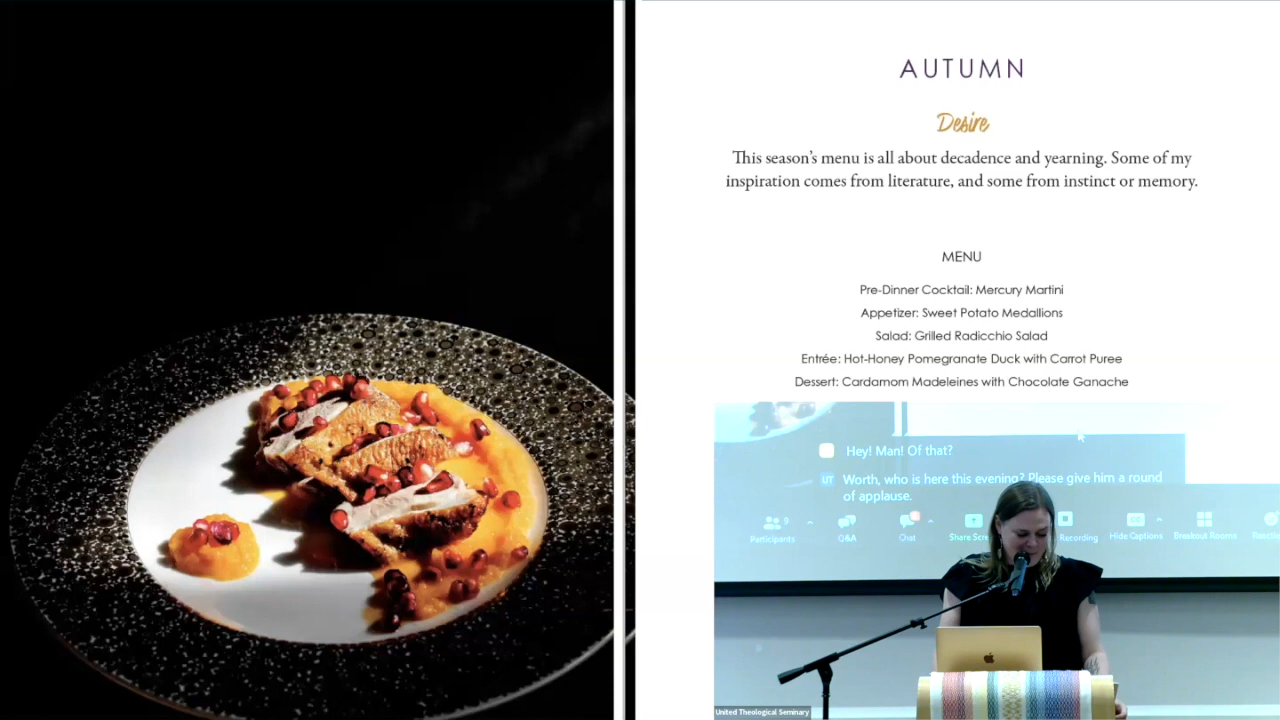 AUTUMN
Desire
This season's menu is all about decadence and yearning. Some of my
inspiration comes from literature, and some from instinct or memory.
MENU
Pre-Dinner Cocktail: Mercury Martini
Appetizer: Sweet Potato Medallions
Salad: Grilled Radicchio Salad
Entrée: Hot-Honey Pomegranate Duck with Carrot Puree
Dessert: Cardamom Madeleines with Chocolate Ganache
Hey! Man! Of that?
UT Worth, who is here this evening? Please give him a round
of applause.
Participants
Q&A
Chat
Share
Recording
Hide Captions
Breakout Rooms
United Theological Seminary